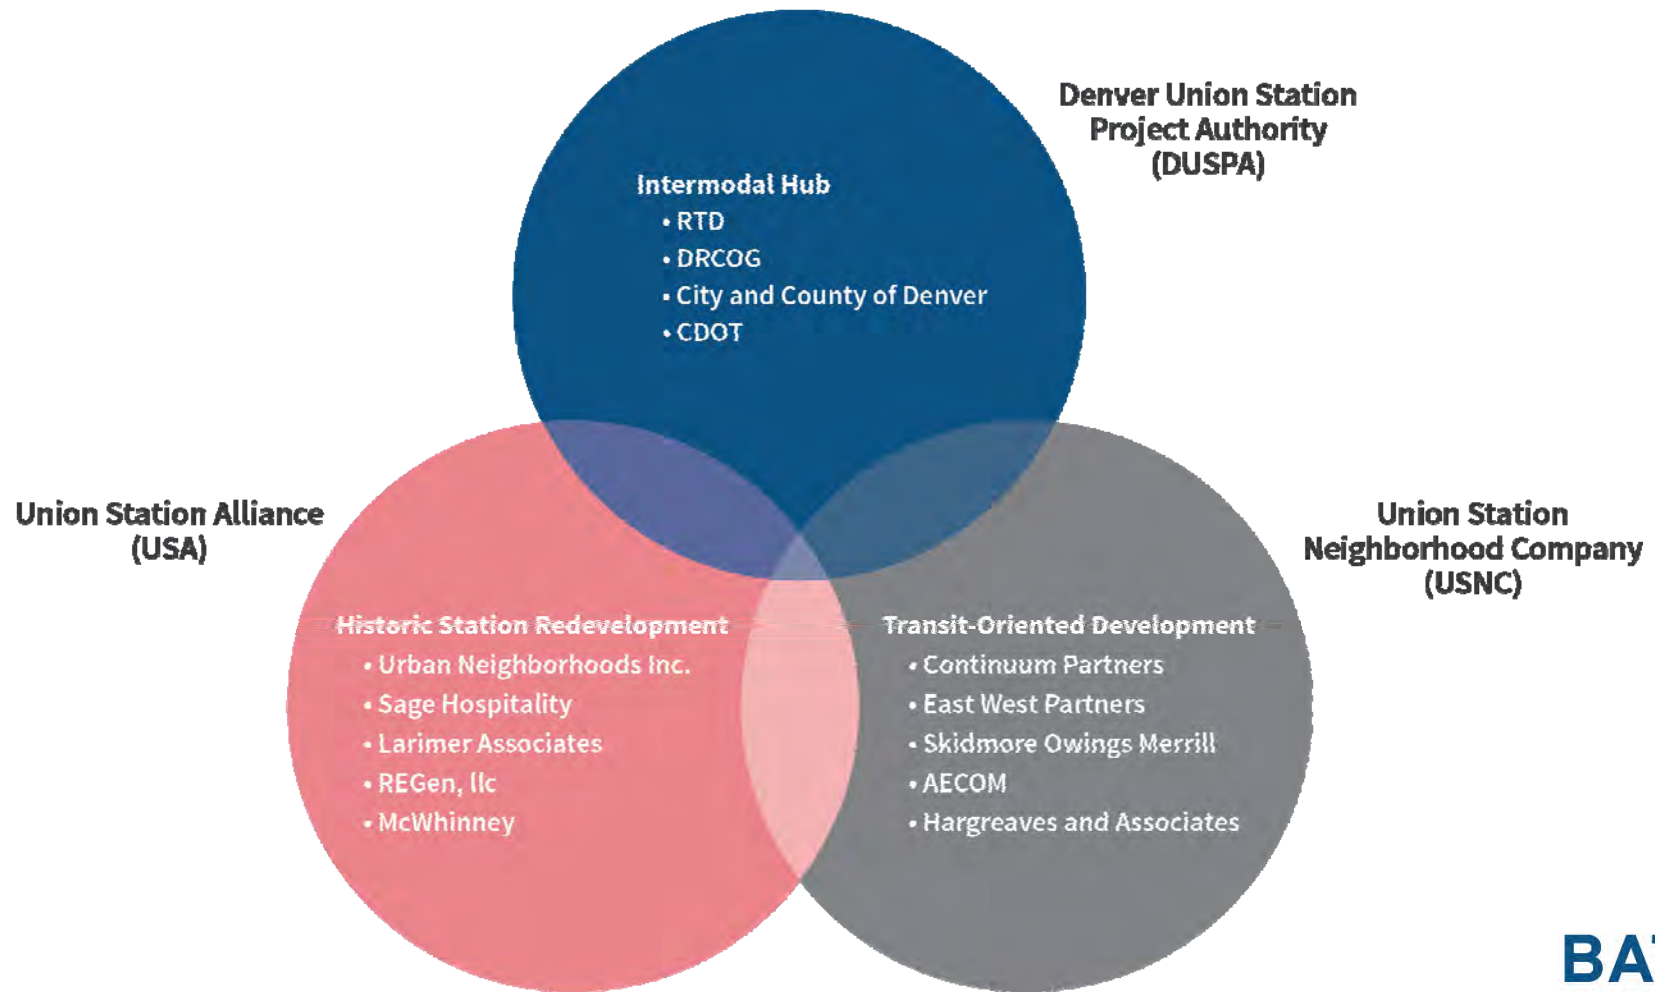 Denver Union Station
Project Authority
(DUSPA)
Intermodal Hub
• RTD
• DRCOG
• City and County of Denver
• CDOT
Union Station Alliance
(USA)
Union Station
Neighborhood Company
(USNC)
Historic Station Redevelopment
• Urban Neighborhoods Inc.
• Sage Hospitality
• Larimer Associates
• REGen, llc
• McWhinney
Transit-Oriented Development
• Continuum Partners
• East West Partners
• Skidmore Owings Merrill
• AECOM
• Hargreaves and Associates